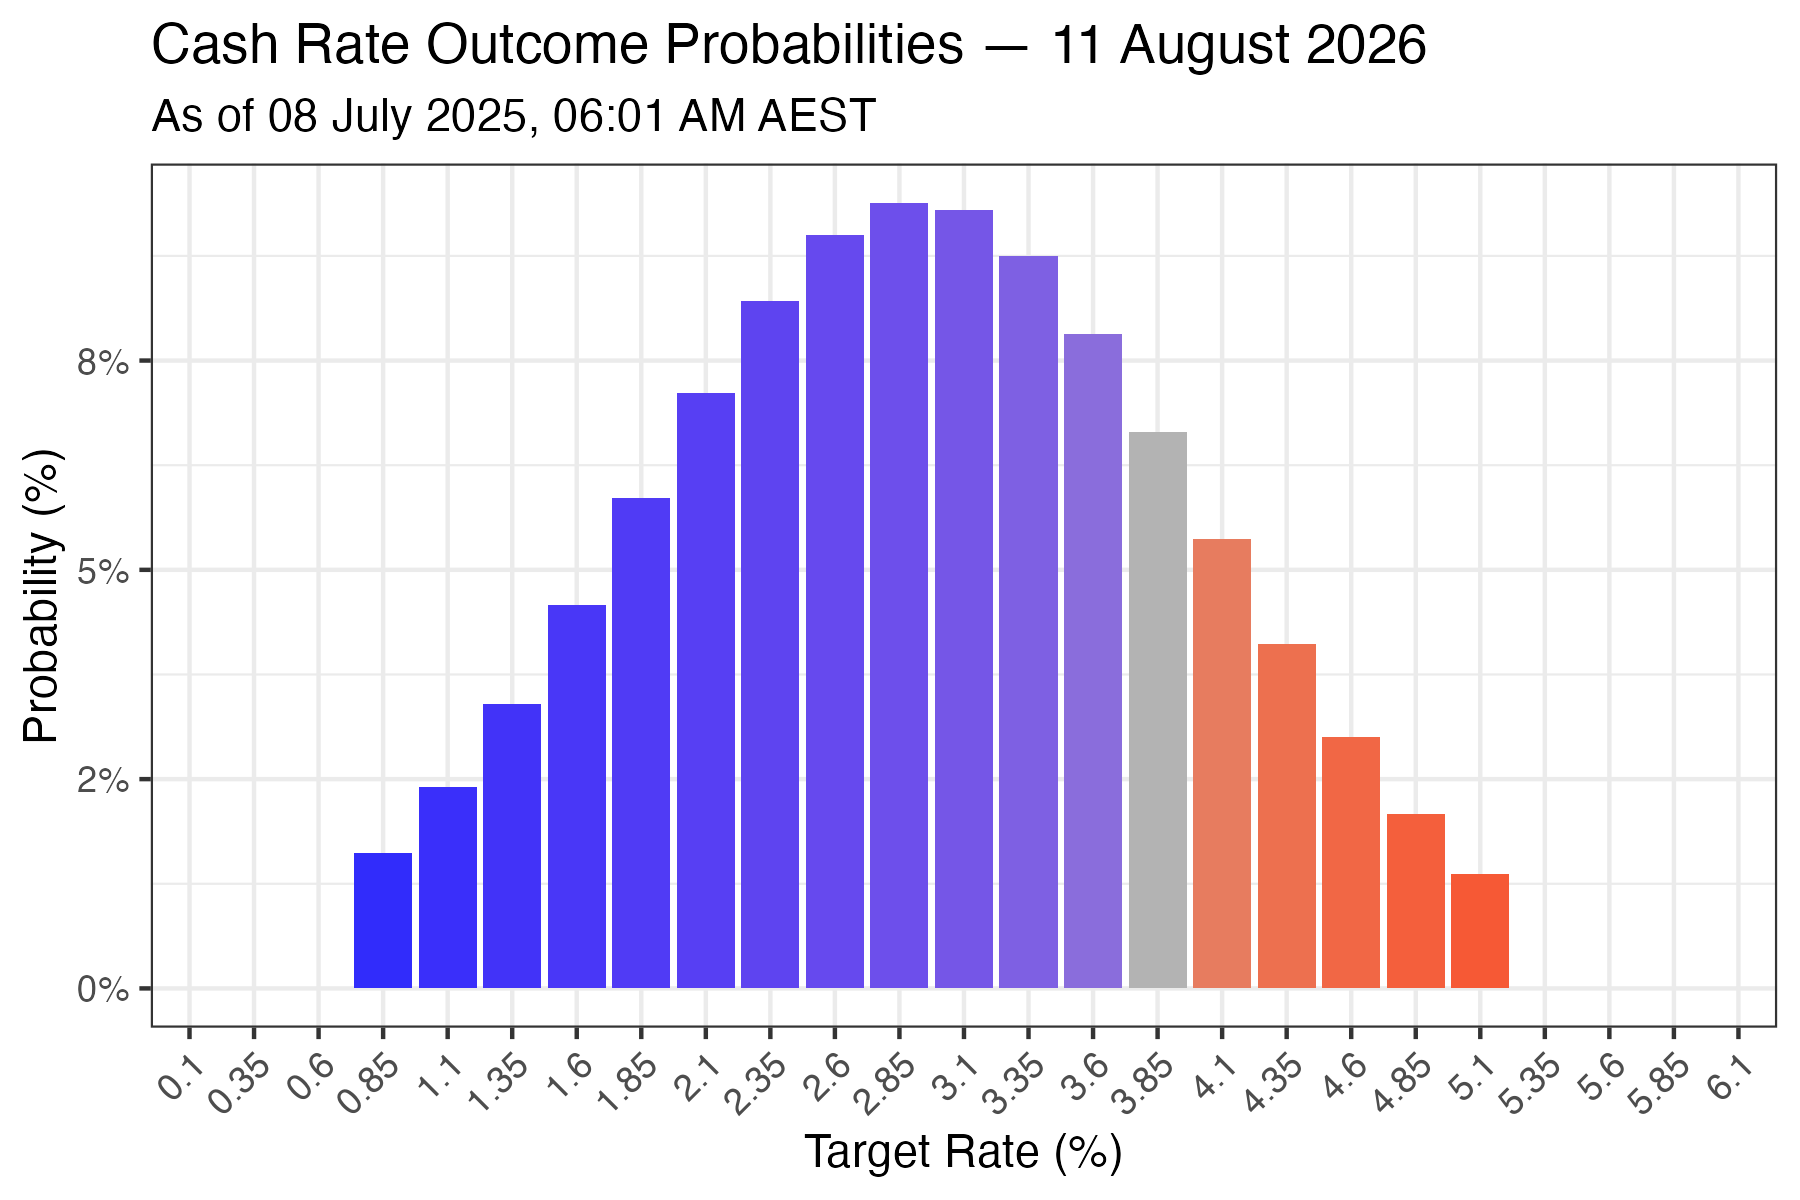 Cash Rate Outcome Probabilities — 11 August 2026
As of 08 July 2025, 06:01 AM AEST
Probability (%)
8%
5%
2%
0%
0.1 0.35 0.6 0.85 1.1 1.35 1.6 1.85 2.1 2.35 2.6 2.85 3.1 3.35 3.6 3.85 4.1 4.35 4.6 4.85 5.1 5.35 5.6 5.85 6.1
Target Rate (%)